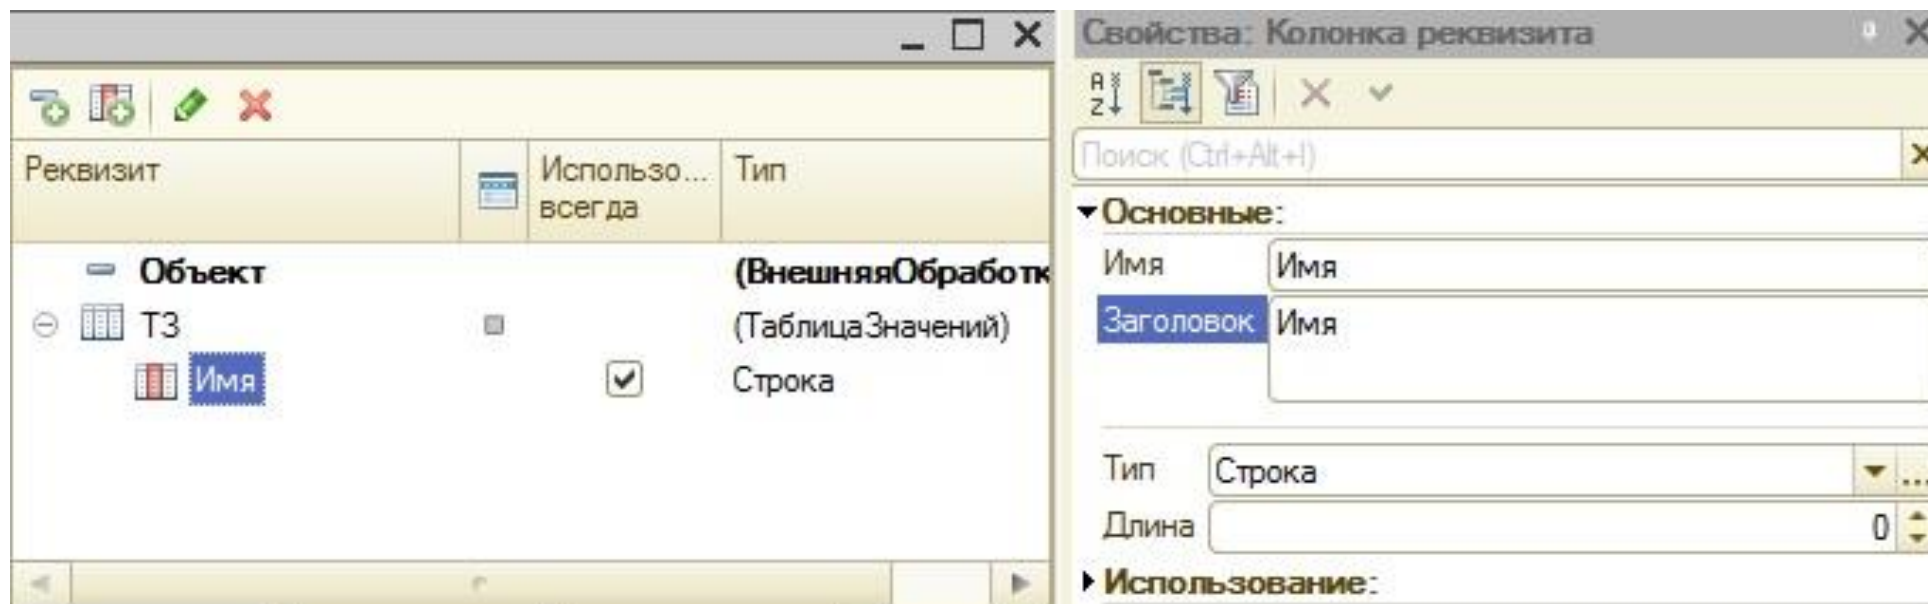 Реквизит
Использо...
всегда
Тип
Объект
(ВнешняяОбработк
ТЗ
(ТаблицаЗначений)
Имя
Строка
Свойства: Колонка реквизита
Поиск (Ctrl+Alt+I)
Основные:
Имя
Имя
Заголовок
Имя
Тип
Строка
...
Длина
0
Использование: